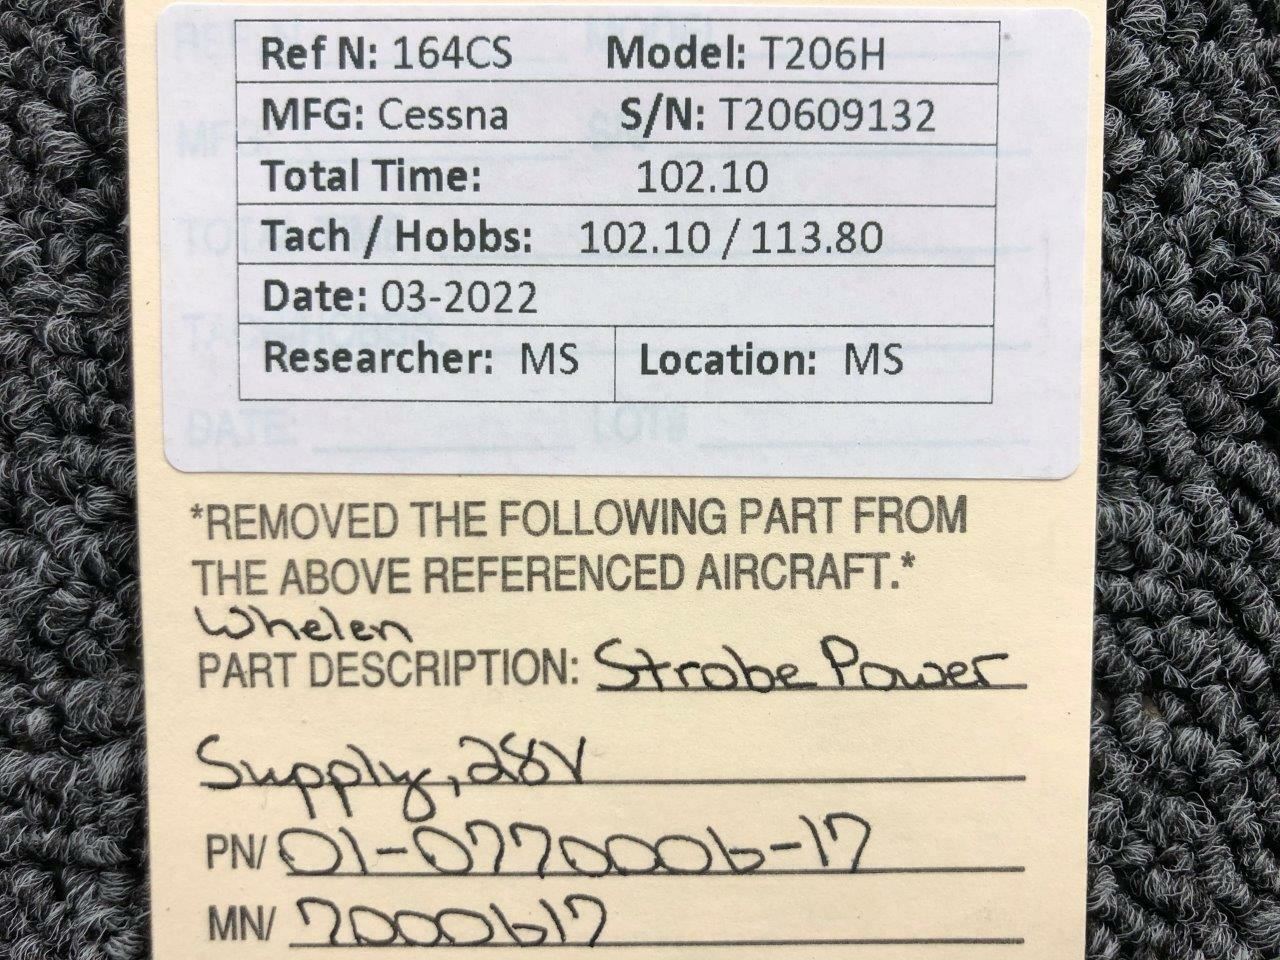 Ref N: 164CS Model: T206H
MFG: Cessna S/N: T20609132
Total Time: 102.10
Tach / Hobbs: 102.10 / 113.80
Date: 03-2022
Researcher: MS Location: MS
*REMOVED THE FOLLOWING PART FROM
THE ABOVE REFERENCED AIRCRAFT.*
Whelen
PART DESCRIPTION: Strobe Power
Supply, 28V
PN/ 01-0770006-17
MN/ 7000617